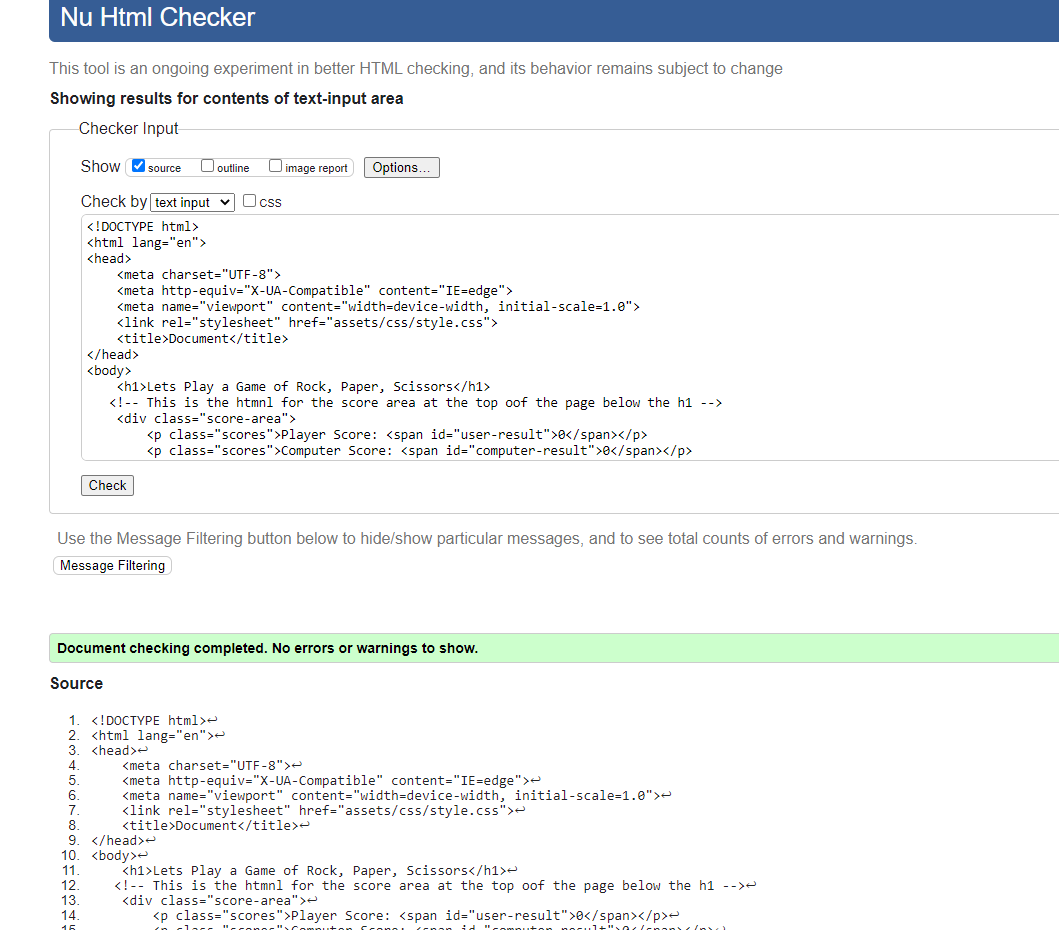 Nu Html Checker
This tool is an ongoing experiment in better HTML checking, and its behavior remains subject to change
Showing results for contents of text-input area
Checker Input
Show source outline image report Options...
Check by text input css
<!DOCTYPE html>
<html lang="en">
<head>
    <meta charset="UTF-8">
    <meta http-equiv="X-UA-Compatible" content="IE=edge">
    <meta name="viewport" content="width=device-width, initial-scale=1.0">
    <link rel="stylesheet" href="assets/css/style.css">
    <title>Document</title>
</head>
<body>
    <h1>Lets Play a Game of Rock, Paper, Scissors</h1>
   <!-- This is the htmnl for the score area at the top oof the page below the h1 -->
    <div class="score-area">
        <p class="scores">Player Score: <span id="user-result">0</span></p>
        <p class="scores">Computer Score: <span id="computer-result">0</span></p>
Check
Use the Message Filtering button below to hide/show particular messages, and to see total counts of errors and warnings.
Message Filtering
Document checking completed. No errors or warnings to show.
Source
1. <!DOCTYPE html>↩
2. <html lang="en">↩
3. <head>↩
4.     <meta charset="UTF-8">↩
5.     <meta http-equiv="X-UA-Compatible" content="IE=edge">↩
6.     <meta name="viewport" content="width=device-width, initial-scale=1.0">↩
7.     <link rel="stylesheet" href="assets/css/style.css">↩
8.     <title>Document</title>↩
9. </head>↩
10. <body>↩
11.     <h1>Lets Play a Game of Rock, Paper, Scissors</h1>↩
12.    <!-- This is the htmnl for the score area at the top oof the page below the h1 -->↩
13.     <div class="score-area">↩
14.         <p class="scores">Player Score: <span id="user-result">0</span></p>↩
15.         <p class="scores">Computer Score: <span id="computer-result">0</span></p>↩